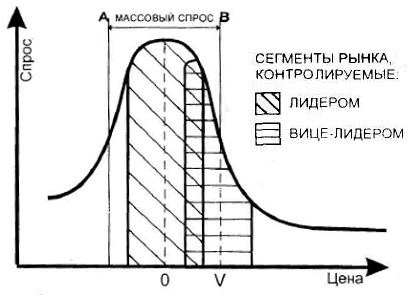 А МАССОВЫЙ СПРОС В
Спрос
СЕГМЕНТЫ РЫНКА,
КОНТРОЛИРУЕМЫЕ:
ЛИДЕРОМ
ВИЦЕ-ЛИДЕРОМ
0 V Цена